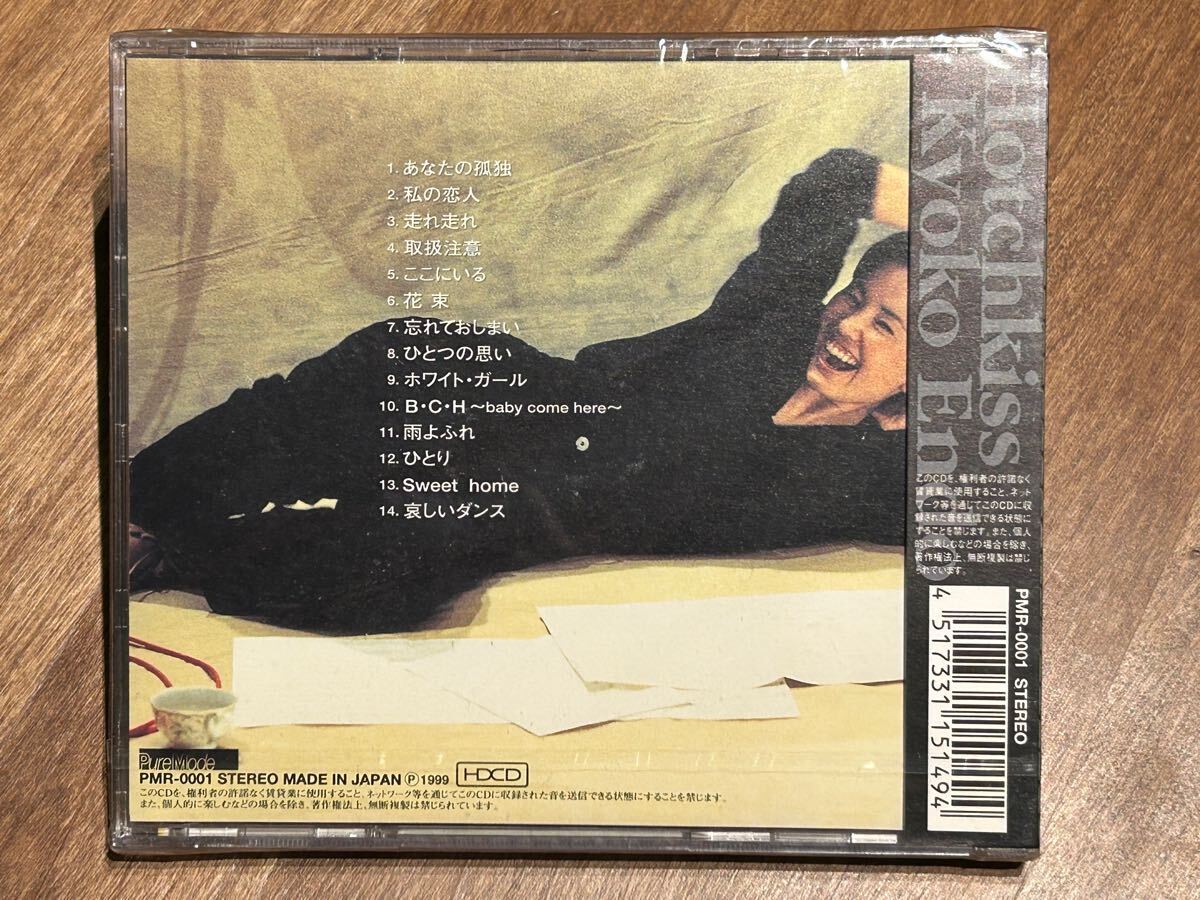 1. あなたの孤独
2. 私の恋人
3. 走れ走れ
4. 取扱注意
5. ここにいる
6. 花 束
7. 忘れておしまい
8. ひとつの思い
9. ホワイト・ガール
10. B・C・H ～baby come here～
11. 雨よふれ
12. ひとり
13. Sweet home
14. 哀しいダンス
PureMode
PMR-0001 STEREO MADE IN JAPAN Ⓟ 1999 HDCD
このCDを、権利者の許諾なく賃貸業に使用すること、ネットワーク等を通じてこのCDに収録された音を送信できる状態にすることを禁じます。
また、個人的に楽しむなどの場合を除き、著作権法上、無断複製は禁じられています。
Hotchkiss
Kyoko En
このCDを、権利者の許諾なく
賃貸業に使用すること、ネット
ワーク等を通じてこのCDに収
録された音を送信できる状態に
することを禁じます。また、個人
的に楽しむなどの場合を除き、
著作権法上、無断複製は禁じ
られています。
PMR-0001 STEREO
4 517331 151494